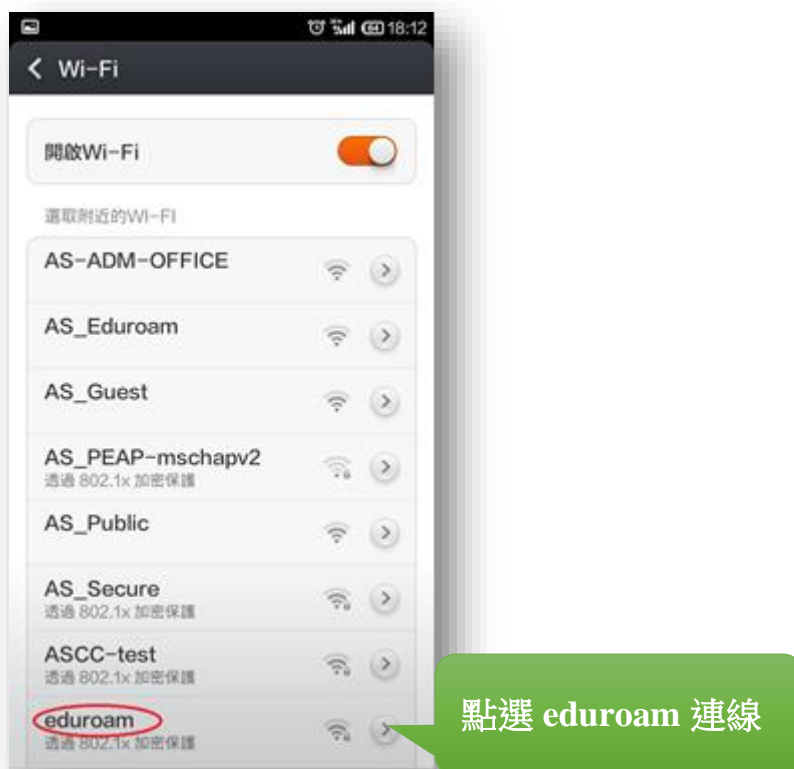 64 18:12
Wi-Fi
開啟Wi-Fi
選取附近的WI-FI
AS-ADM-OFFICE
AS_Eduroam
AS_Guest
AS_PEAP-mschapv2
透過 802.1x 加密保護
AS_Public
AS_Secure
透過 802.1x 加密保護
ASCC-test
透過 802.1x 加密保護
eduroam
透過 802.1x 加密保護
點選 eduroam 連線